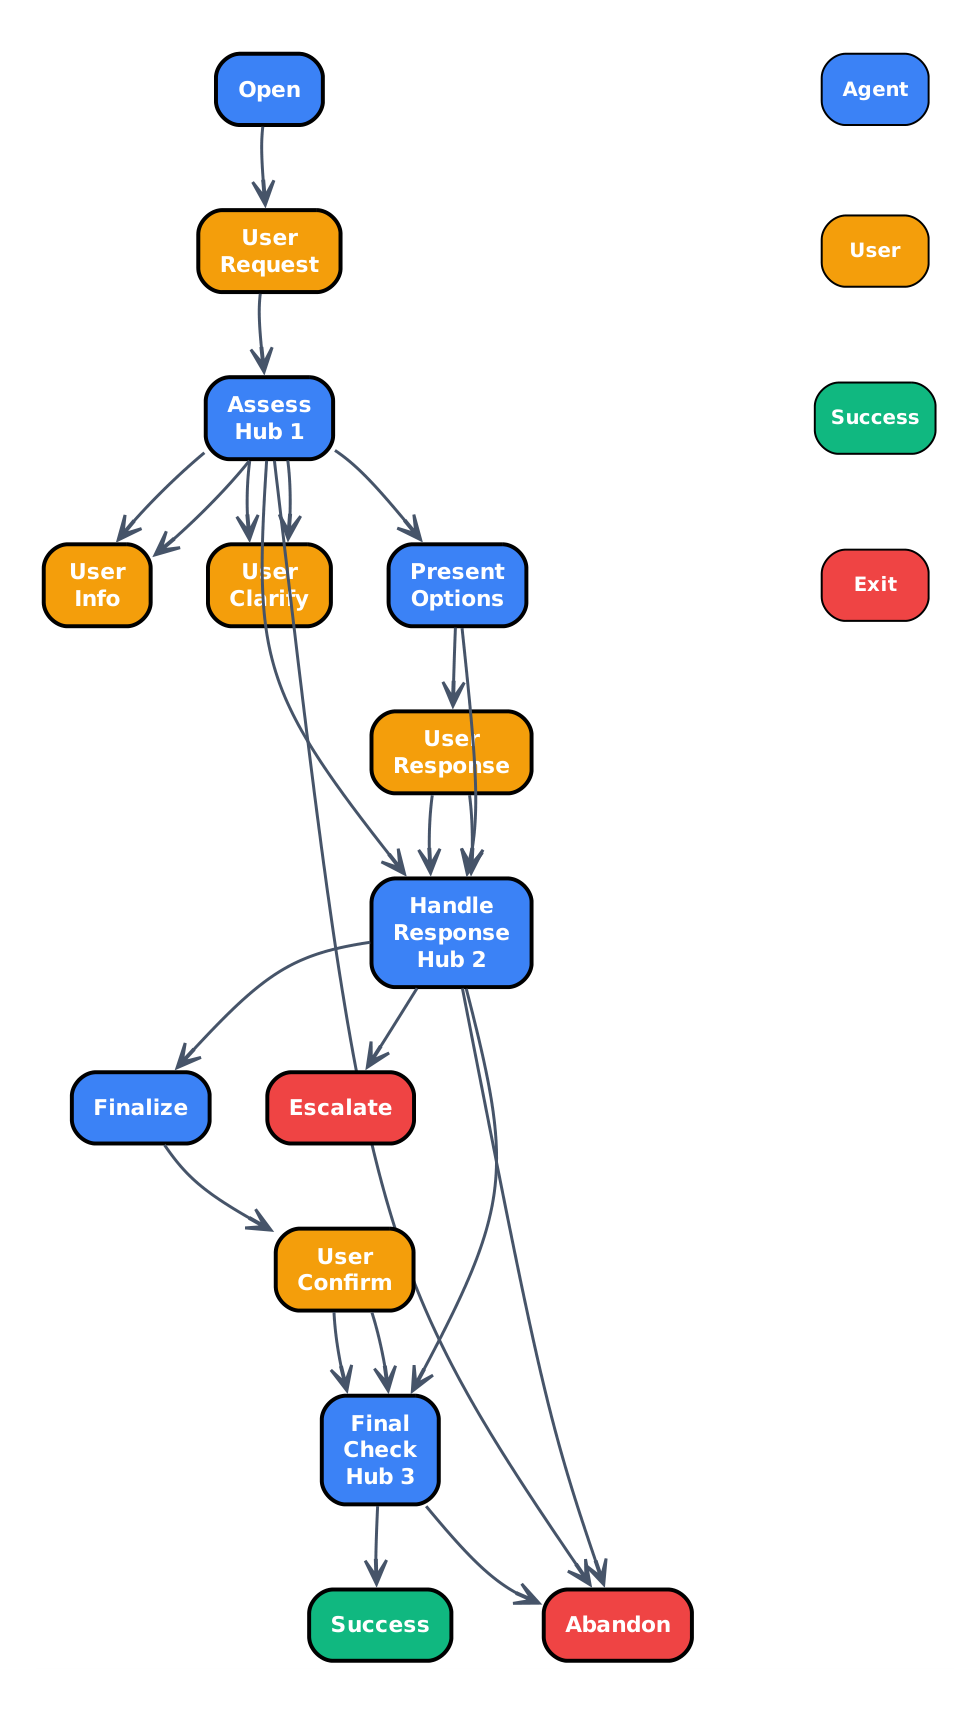 Open
Agent
User
Request
User
Assess
Hub 1
Success
User
Info
User
Clarify
Present
Options
Exit
User
Response
Handle
Response
Hub 2
Finalize
Escalate
User
Confirm
Final
Check
Hub 3
Success
Abandon